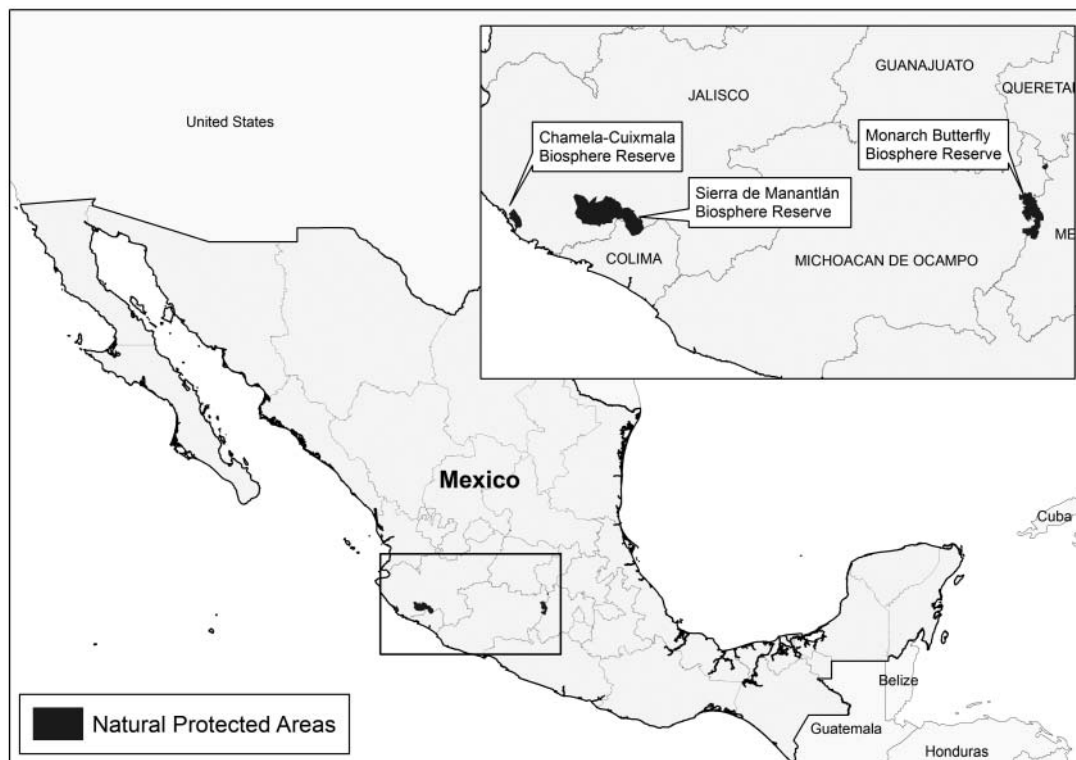 GUANAJUATO
QUERETAR
JALISCO
United States
Chamela-Cuixmala
Biosphere Reserve
Monarch Butterfly
Biosphere Reserve
Sierra de Manantlán
Biosphere Reserve
ME
COLIMA
MICHOACAN DE OCAMPO
Mexico
Cuba
Belize
Natural Protected Areas
Guatemala
Honduras